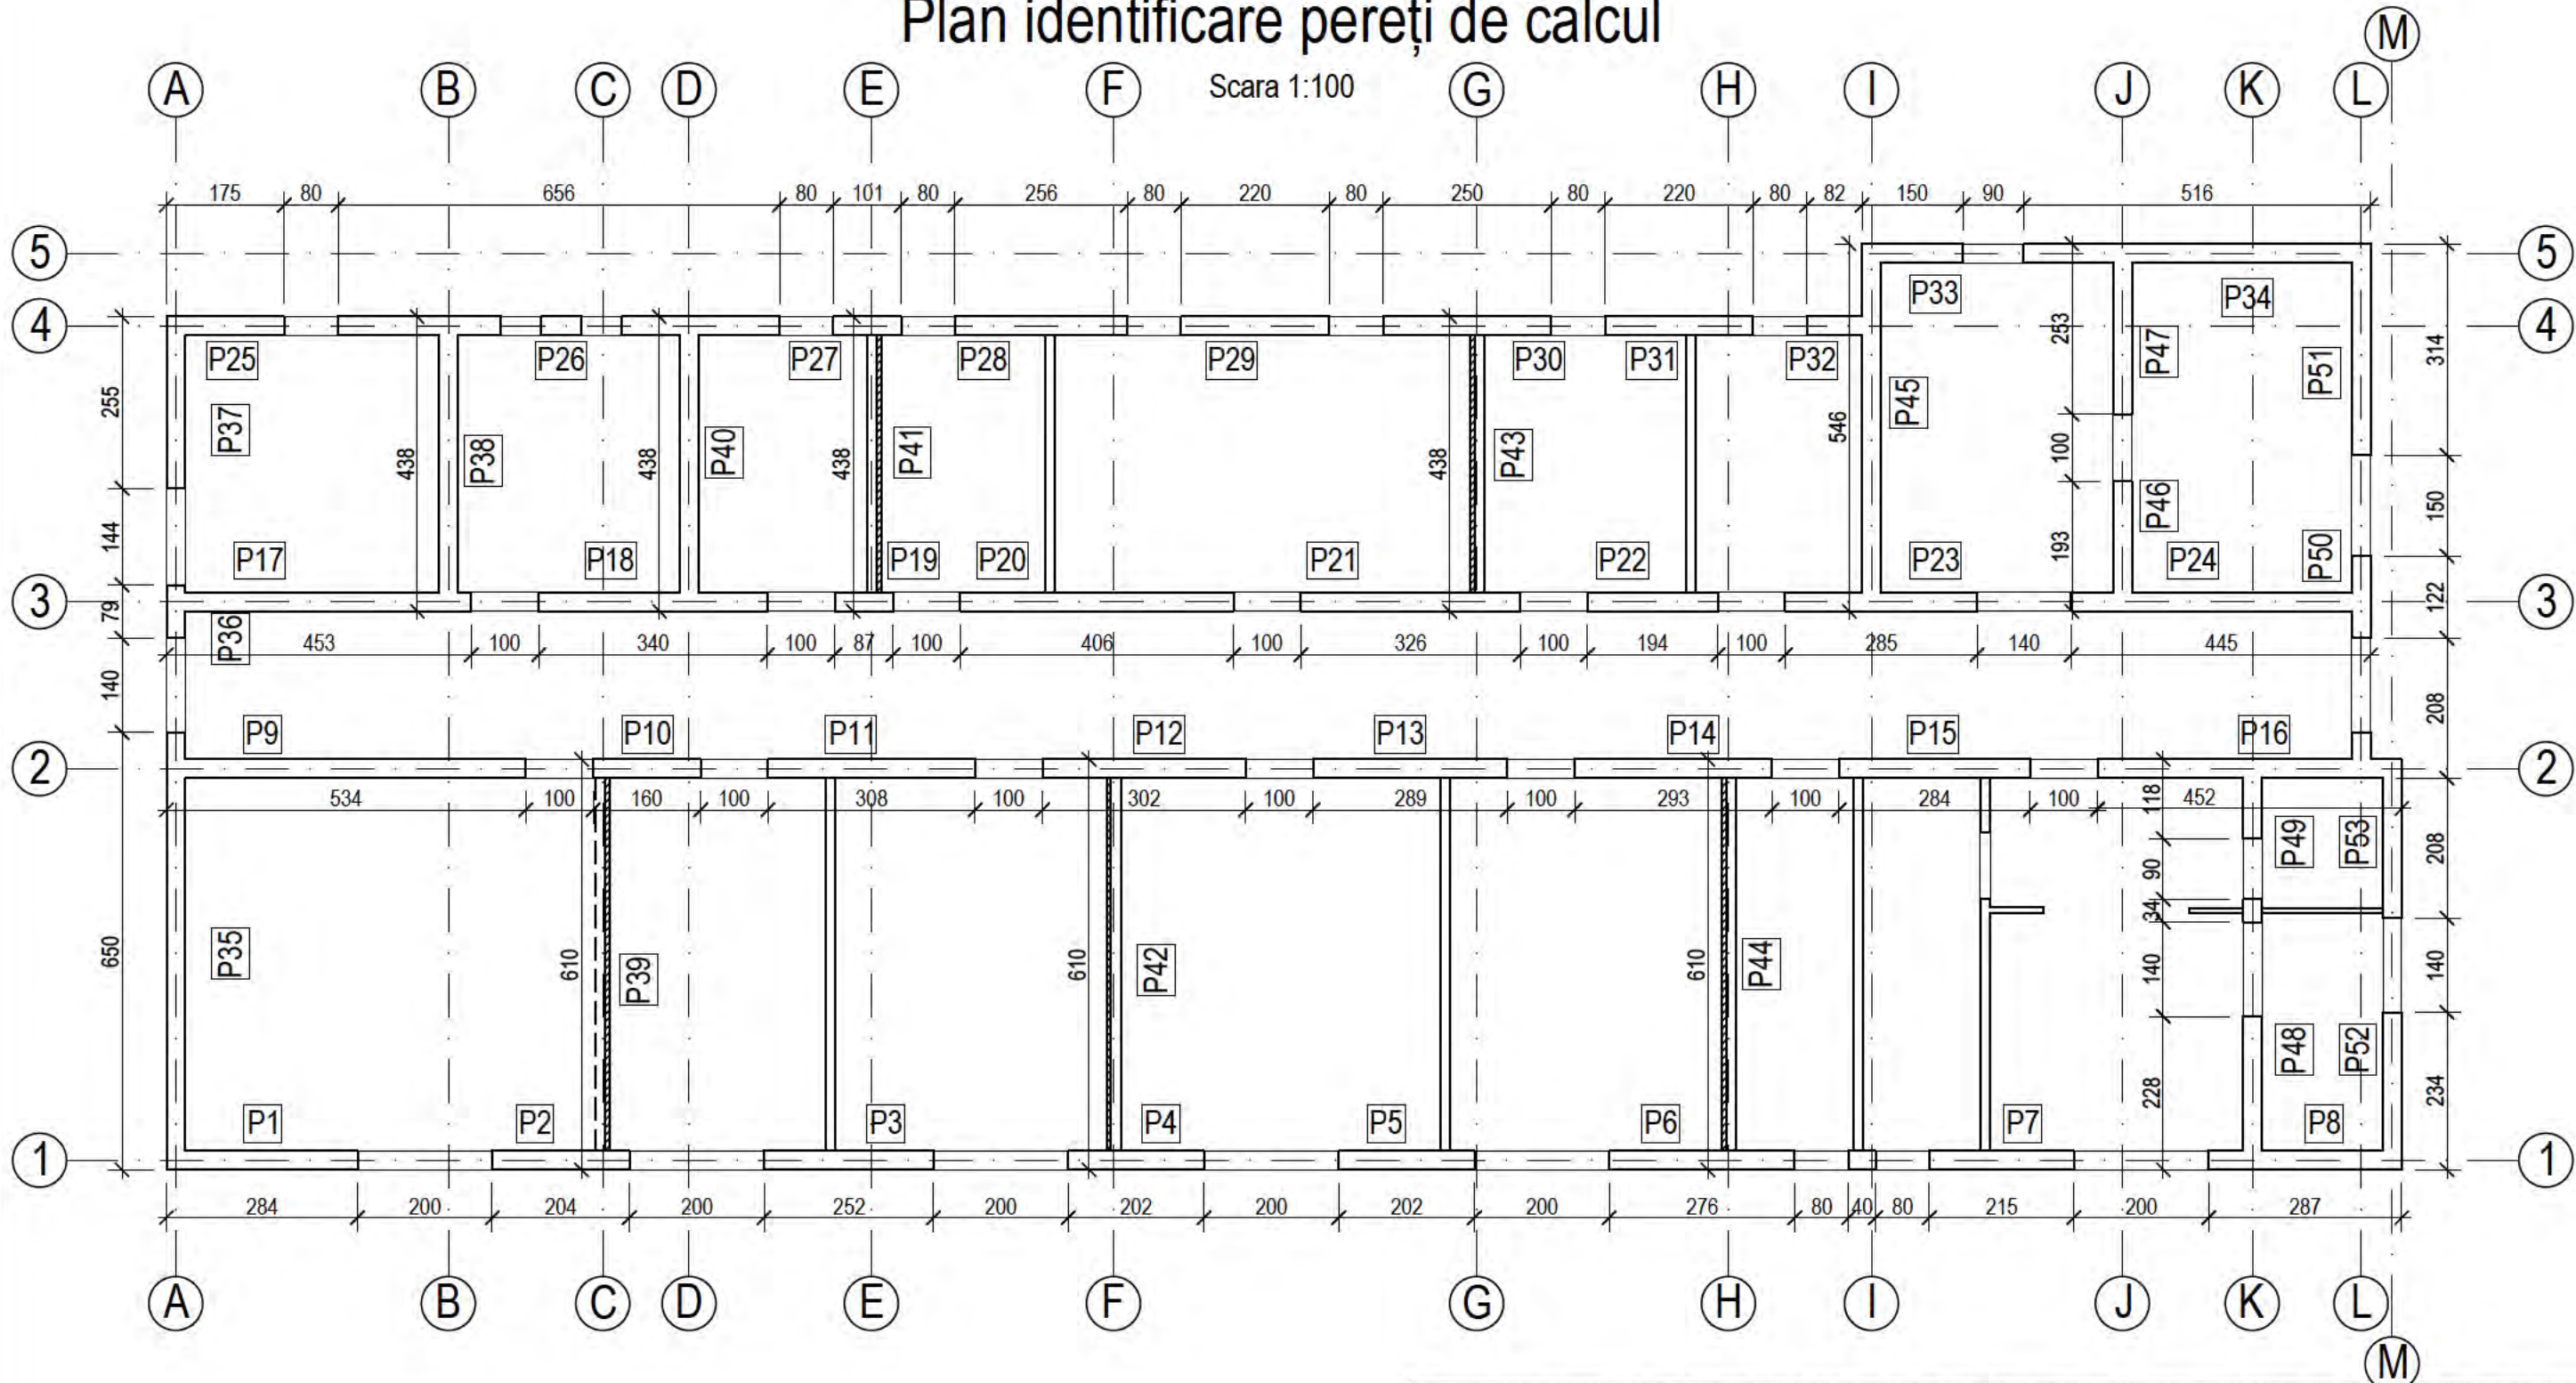 Plan identificare pereți de calcul
Scara 1:100
M
A B C D E F G H I J K L
175 80 656 80 101 80 256 80 220 80 250 80 220 80 82 150 90 516
5 5
P33 P34
4 4
P25 P26 P27 P28 P29 P30 P31 P32
253 P47 P51 314
255 P37 438 P38 438 P40 438 P41 438 P43 546 P45 100
144 193 P46 P50 150
P17 P18 P19 P20 P21 P22 P23 P24
3 3
79 P36 122
453 100 340 100 87 100 406 100 326 100 194 100 285 140 445
140 208
P9 P10 P11 P12 P13 P14 P15 P16
2 2
534 100 160 100 308 100 302 100 289 100 293 100 284 100 452
118 90 34 140 228
P49 P53 208
650 P35 610 P39 610 P42 610 P44 140
P48 P52 234
P1 P2 P3 P4 P5 P6 P7 P8
1 1
284 200 204 200 252 200 202 200 202 200 276 80 40 80 215 200 287
A B C D E F G H I J K L
M